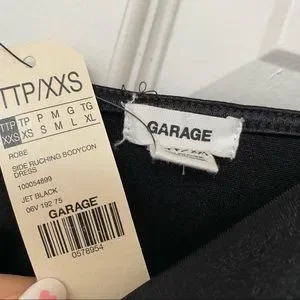 TTP/XXS
TTP TP P M G TG
XXS XS S M L XL
ROBE
SIDE RUCHING BODYCON
DRESS
100054899
JET BLACK
06V 192 75
GARAGE
0578954
GARAGE